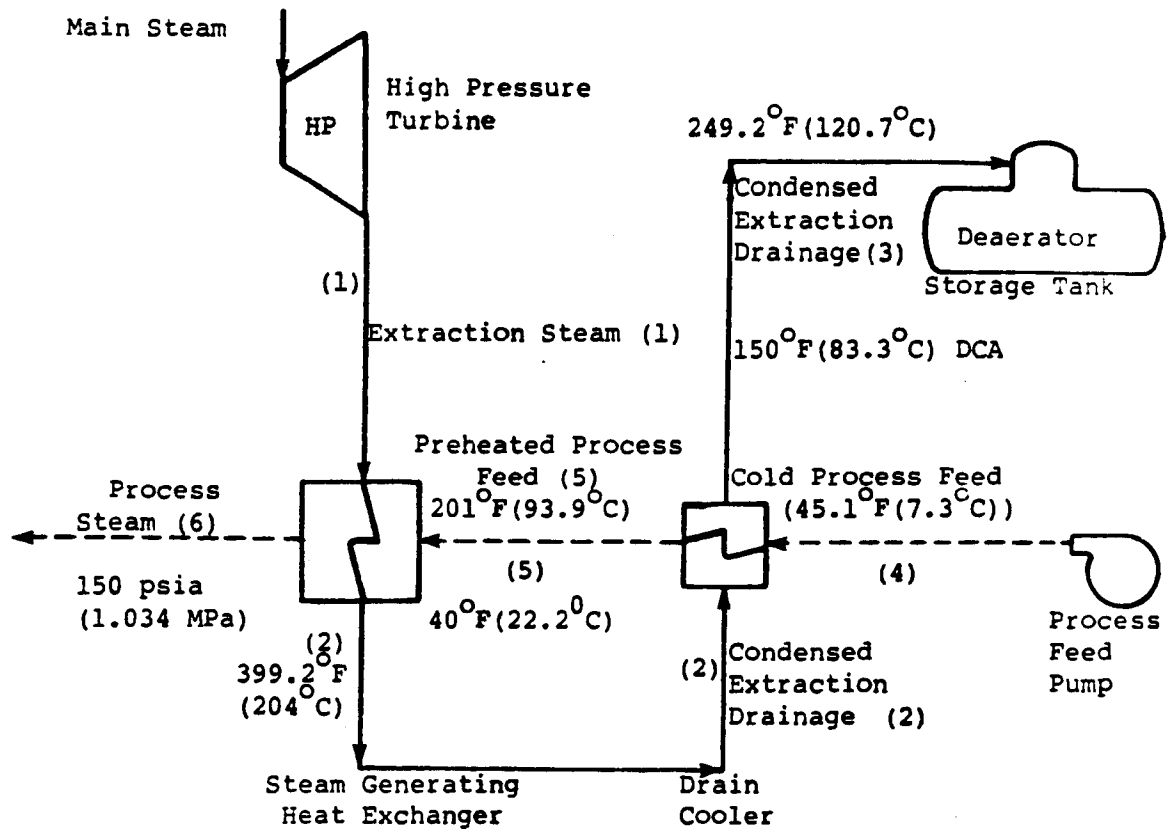 Main Steam
HP
High Pressure
Turbine
249.2°F(120.7°C)
Condensed
Extraction
Drainage(3)
Deaerator
Storage Tank
(1)
Extraction Steam (1)
150°F(83.3°C) DCA
Preheated Process
Feed (5)
201°F(93.9°C)
Cold Process Feed
(45.1°F(7.3°C))
Process
Steam (6)
(5)
(4)
150 psia
(1.034 MPa)
40°F(22.2°C)
Process
Feed
Pump
(2)
399.2°F
(204°C)
(2)
Condensed
Extraction
Drainage (2)
Steam Generating
Heat Exchanger
Drain
Cooler